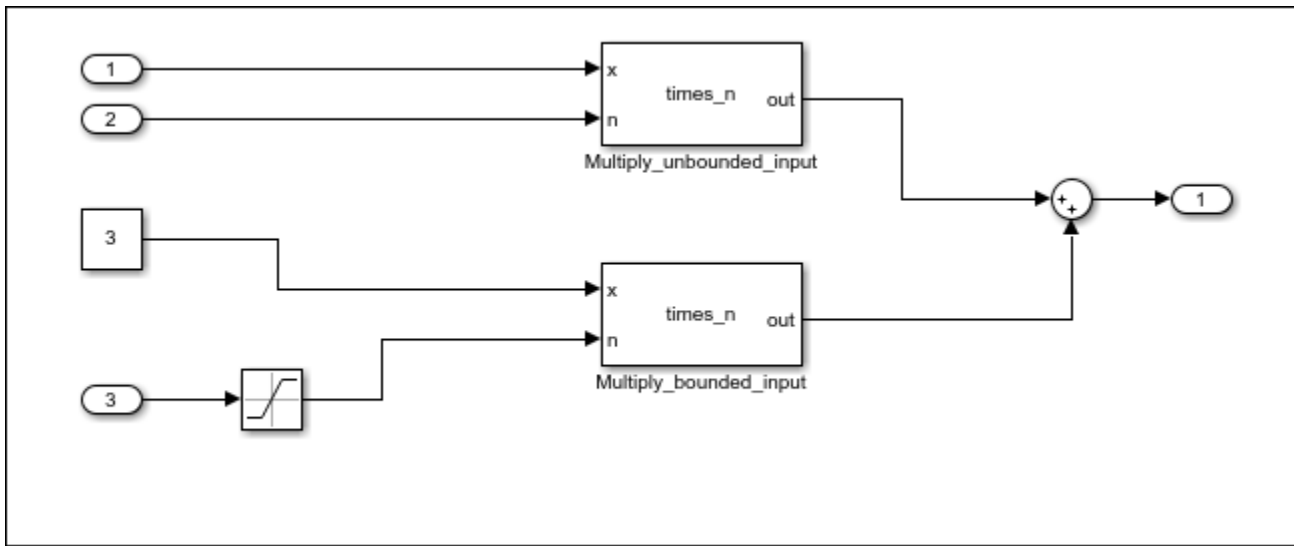 1
2
x
n
times_n
out
Multiply_unbounded_input
1
3
x
n
times_n
out
Multiply_bounded_input
3